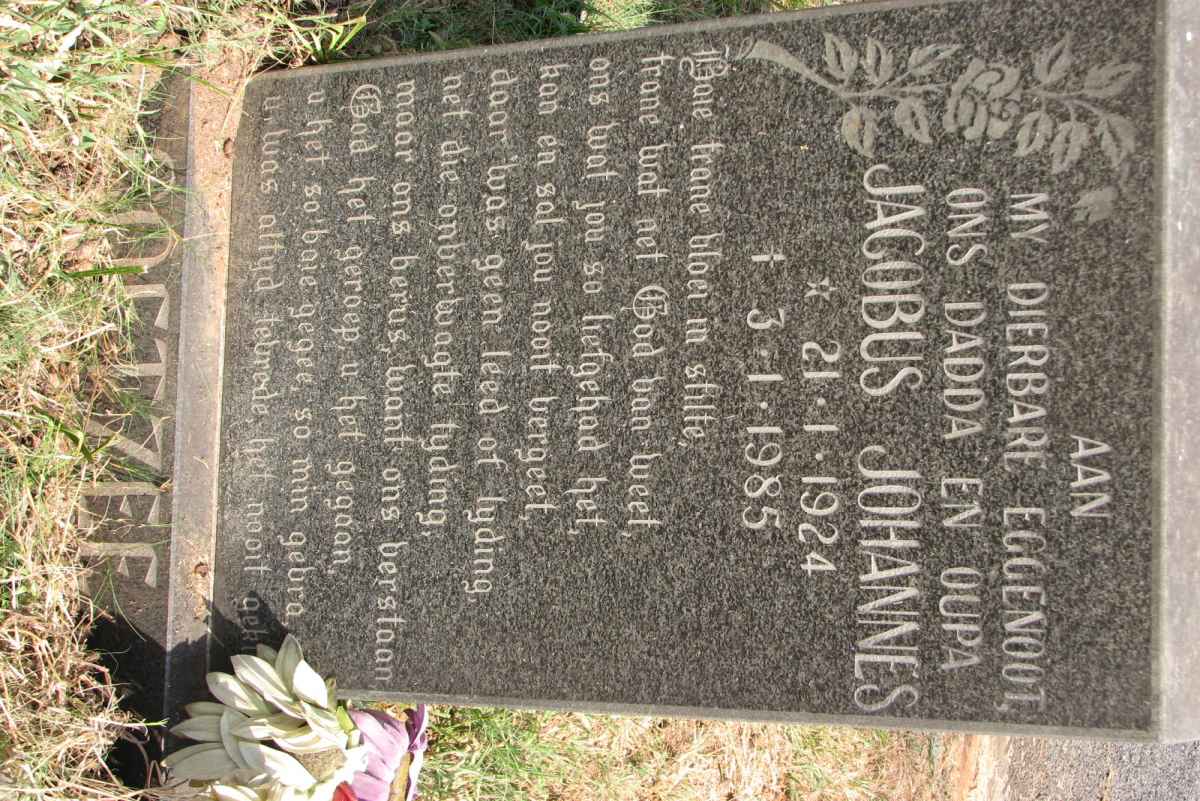 AAN
MY DIERBARE EGGENOOT,
ONS DADDA EN OUPA
JACOBUS JOHANNES
* 21·1·1924
† 3·1·1985
Baie trane vloei in stilte,
trane wat net God van weet,
ons wat jou so liefgehad het,
kan en sal jou nooit vergeet,
daar was geen leed of lyding,
net die onverwagte tyding,
maar ons berus, want ons verstaan
God het geroep u het gegaan
u het so baie gegee so min gevra
u was altyd tevrede het nooit